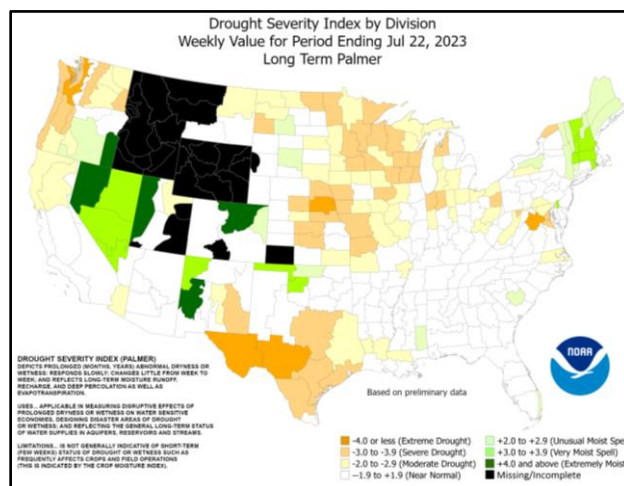 Drought Severity Index by Division
Weekly Value for Period Ending Jul 22, 2023
Long Term Palmer
DROUGHT SEVERITY INDEX (PALMER)
DEPICTS PROLONGED (MONTHS, YEARS) ABNORMAL DRYNESS OR
WETNESS; RESPONDS SLOWLY; CHANGES LITTLE FROM WEEK TO
WEEK; AND REFLECTS LONG-TERM MOISTURE RUNOFF,
RECHARGE, AND DEEP PERCOLATION AS WELL AS
EVAPOTRANSPIRATION.
USES... APPLICABLE IN MEASURING DISRUPTIVE EFFECTS OF
PROLONGED DRYNESS OR WETNESS ON WATER SENSITIVE
ECONOMIES, DESIGNING DISASTER AREAS OF DROUGHT
OR WETNESS; AND REFLECTING THE GENERAL LONG-TERM STATUS
OF WATER SUPPLIES IN AQUIFERS, RESERVOIRS AND STREAMS.
LIMITATIONS... IS NOT GENERALLY INDICATIVE OF SHORT-TERM
(FEW WEEKS) STATUS OF DROUGHT OR WETNESS SUCH AS
FREQUENTLY AFFECTS CROPS AND FIELD OPERATIONS
(THIS IS INDICATED BY THE CROP MOISTURE INDEX).
NOAA
Based on preliminary data
-4.0 or less (Extreme Drought)
-3.0 to -3.9 (Severe Drought)
-2.0 to -2.9 (Moderate Drought)
--1.9 to +1.9 (Near Normal)
+2.0 to +2.9 (Unusual Moist Spell)
+3.0 to +3.9 (Very Moist Spell)
+4.0 and above (Extremely Moist)
Missing/Incomplete